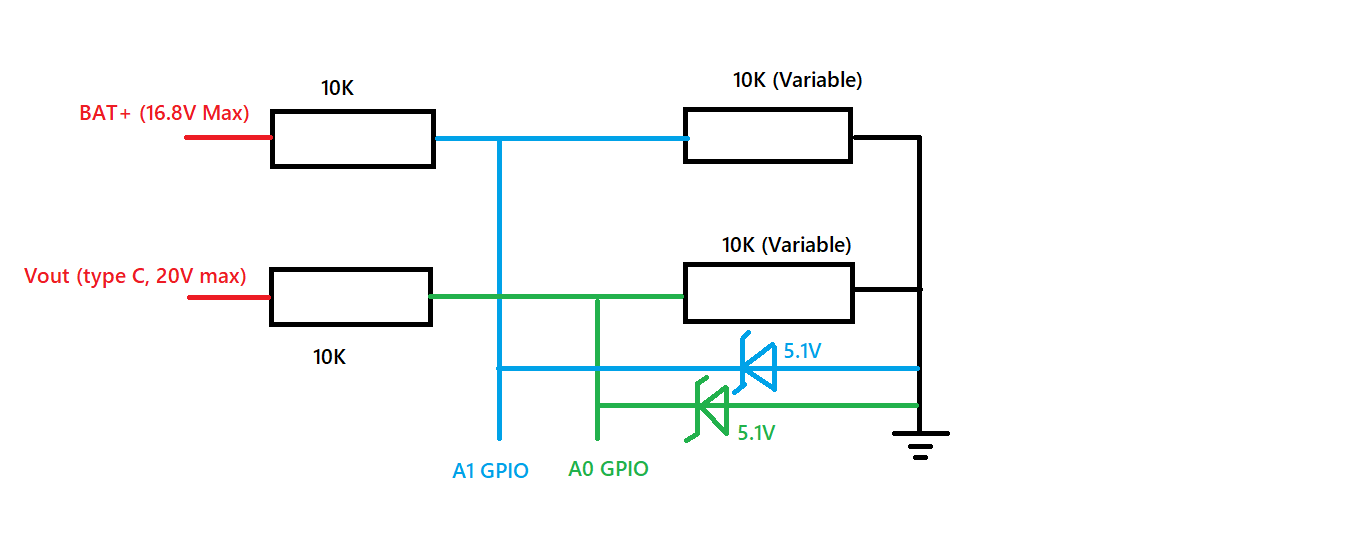 10K
10K (Variable)
BAT+ (16.8V Max)
10K (Variable)
Vout (type C, 20V max)
10K
5.1V
5.1V
A1 GPIO
A0 GPIO